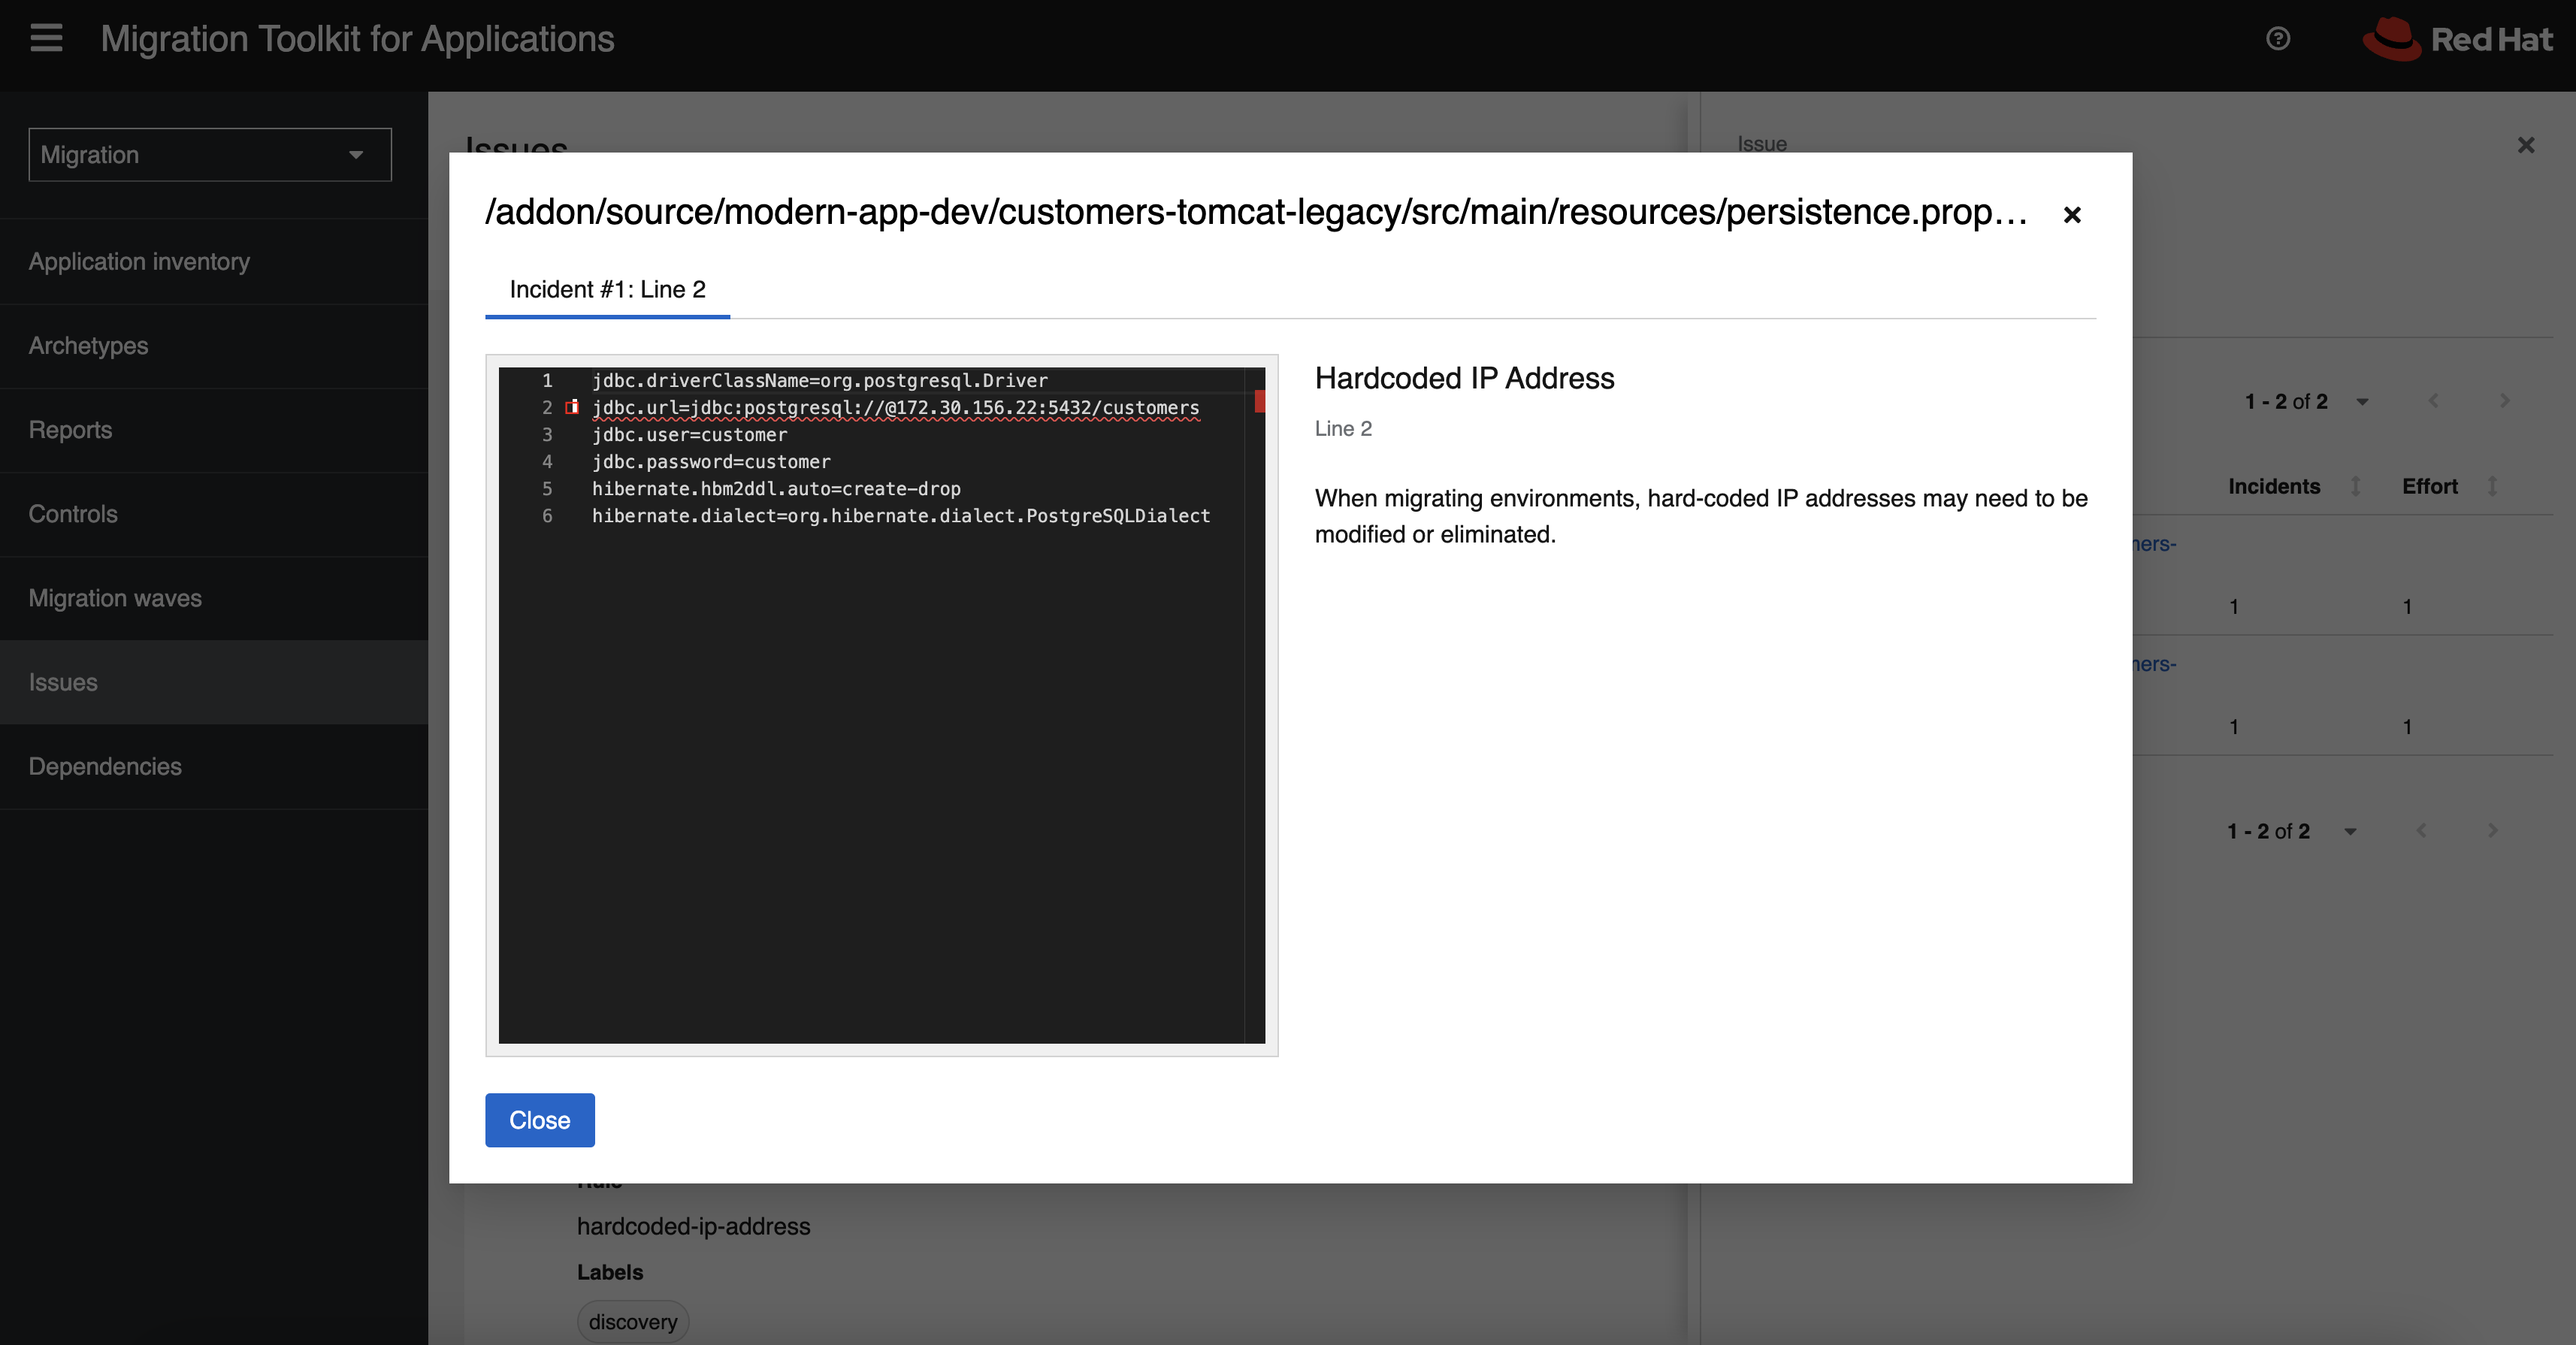 Migration Toolkit for Applications
Red Hat
Migration
Application inventory
Archetypes
Reports
Controls
Migration waves
Issues
Dependencies
Issues
Issue
/addon/source/modern-app-dev/customers-tomcat-legacy/src/main/resources/persistence.prop…
Incident #1: Line 2
1 jdbc.driverClassName=org.postgresql.Driver
2 jdbc.url=jdbc:postgresql://@172.30.156.22:5432/customers
3 jdbc.user=customer
4 jdbc.password=customer
5 hibernate.hbm2ddl.auto=create-drop
6 hibernate.dialect=org.hibernate.dialect.PostgreSQLDialect
Hardcoded IP Address
Line 2
When migrating environments, hard-coded IP addresses may need to be
modified or eliminated.
Close
1 - 2 of 2
Incidents Effort
ners-
1 1
ners-
1 1
1 - 2 of 2
Rule
hardcoded-ip-address
Labels
discovery